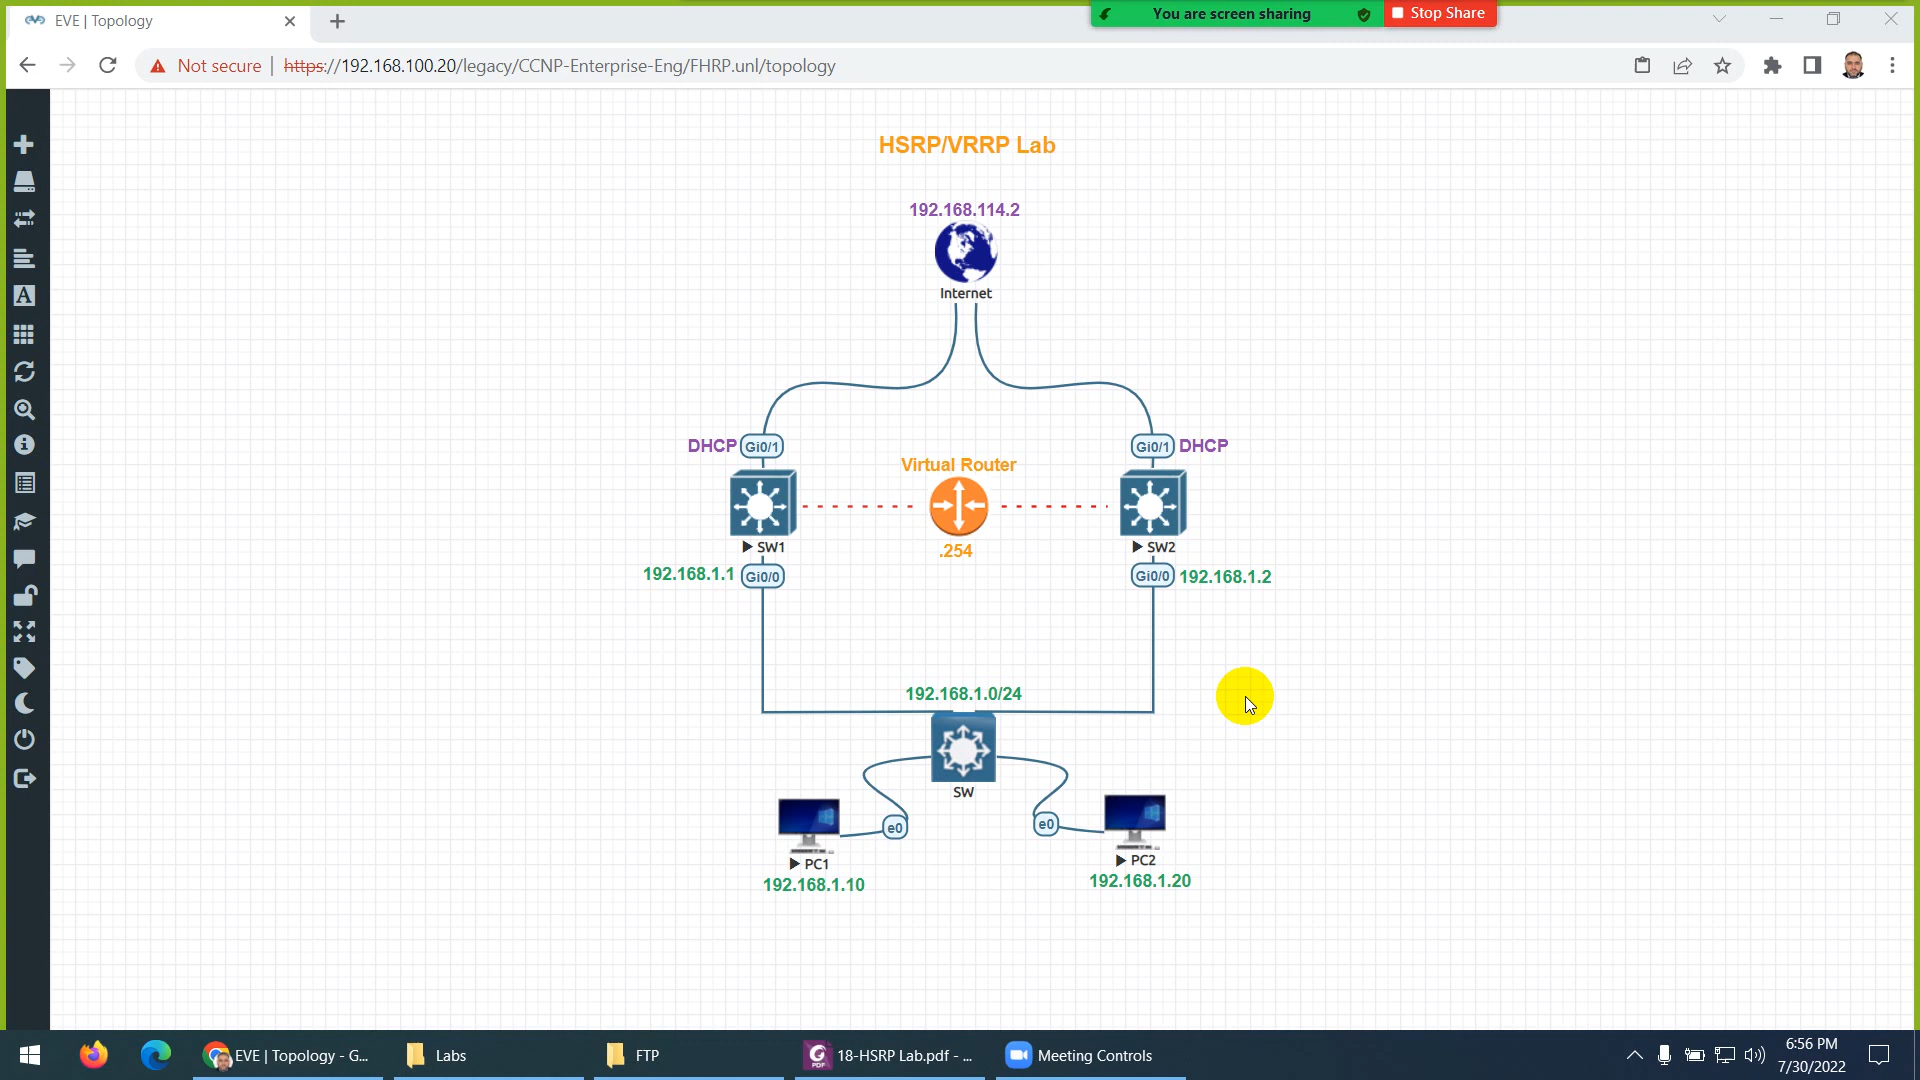 EVE | Topology
You are screen sharing
Stop Share
Not secure | https://192.168.100.20/legacy/CCNP-Enterprise-Eng/FHRP.unl/topology
HSRP/VRRP Lab
192.168.114.2
Internet
DHCP Gi0/1
Gi0/1 DHCP
Virtual Router
SW1
.254
SW2
192.168.1.1 Gi0/0
Gi0/0 192.168.1.2
192.168.1.0/24
SW
e0
e0
PC1
PC2
192.168.1.10
192.168.1.20
EVE | Topology - G...
Labs
FTP
PDF
18-HSRP Lab.pdf - ...
Meeting Controls
6:56 PM
7/30/2022